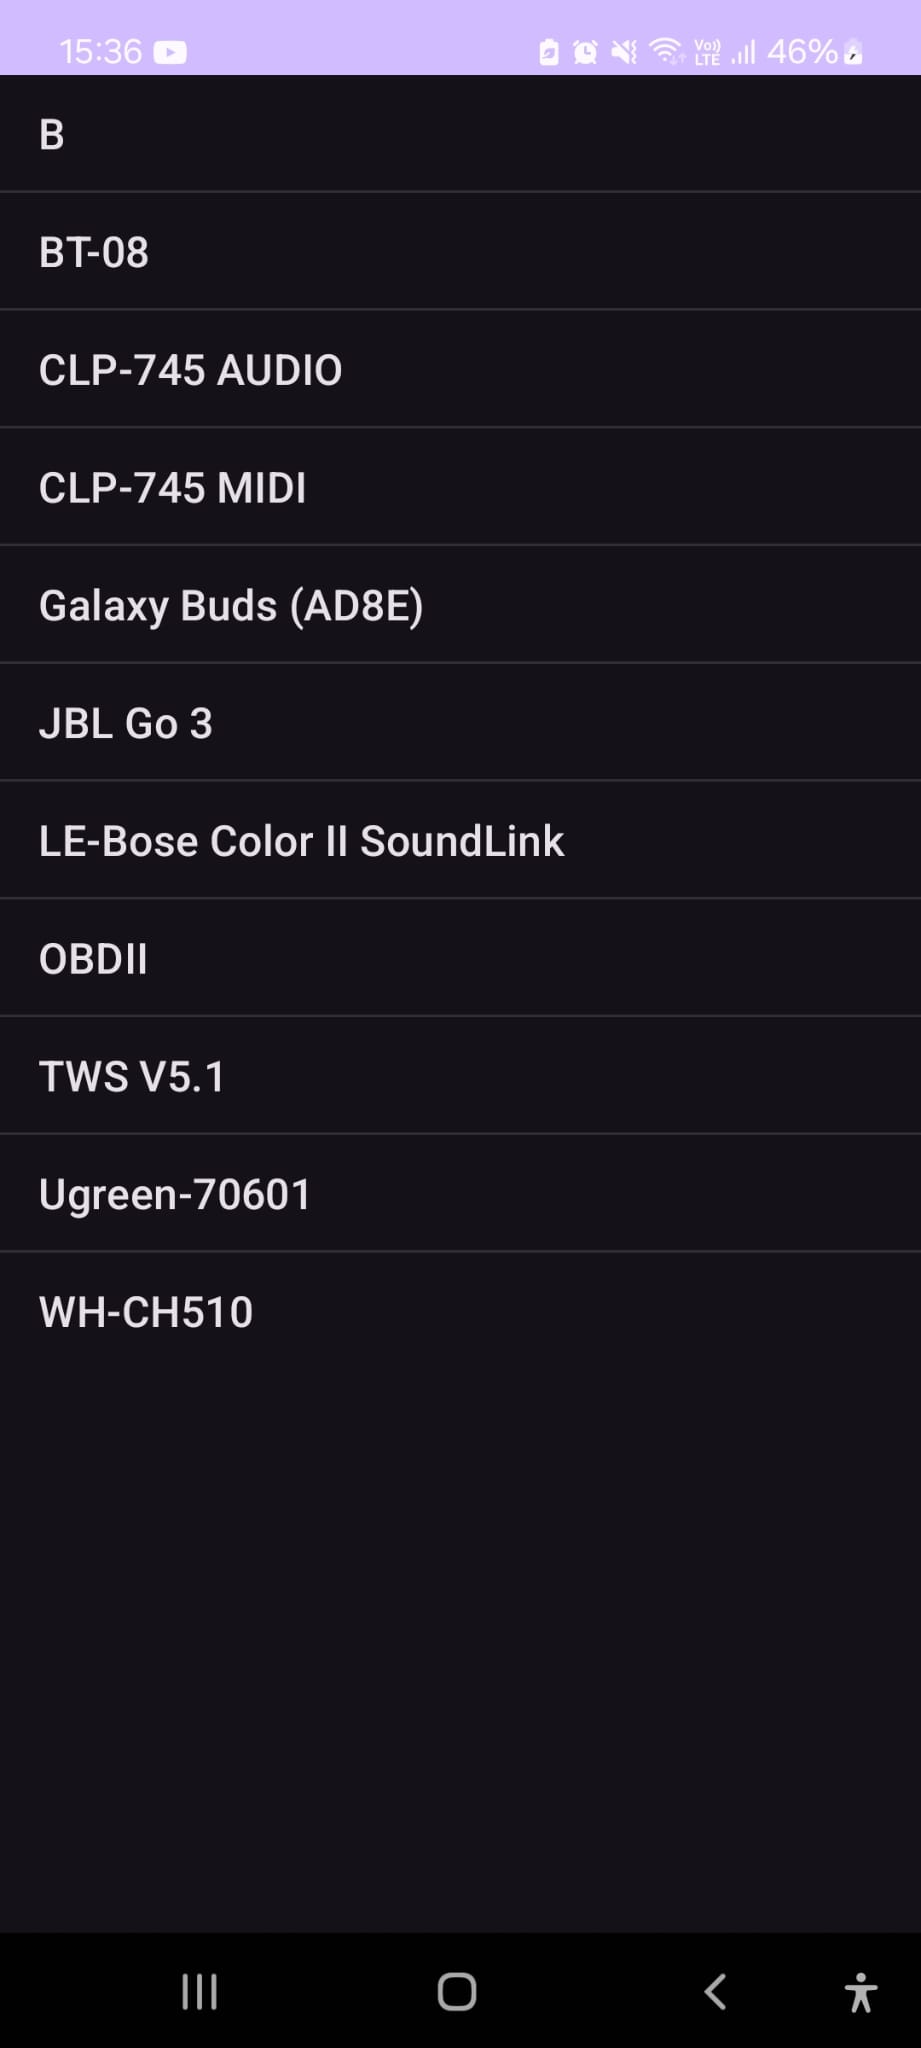 15:36
Vo))
LTE
46%
B
BT-08
CLP-745 AUDIO
CLP-745 MIDI
Galaxy Buds (AD8E)
JBL Go 3
LE-Bose Color II SoundLink
OBDII
TWS V5.1
Ugreen-70601
WH-CH510